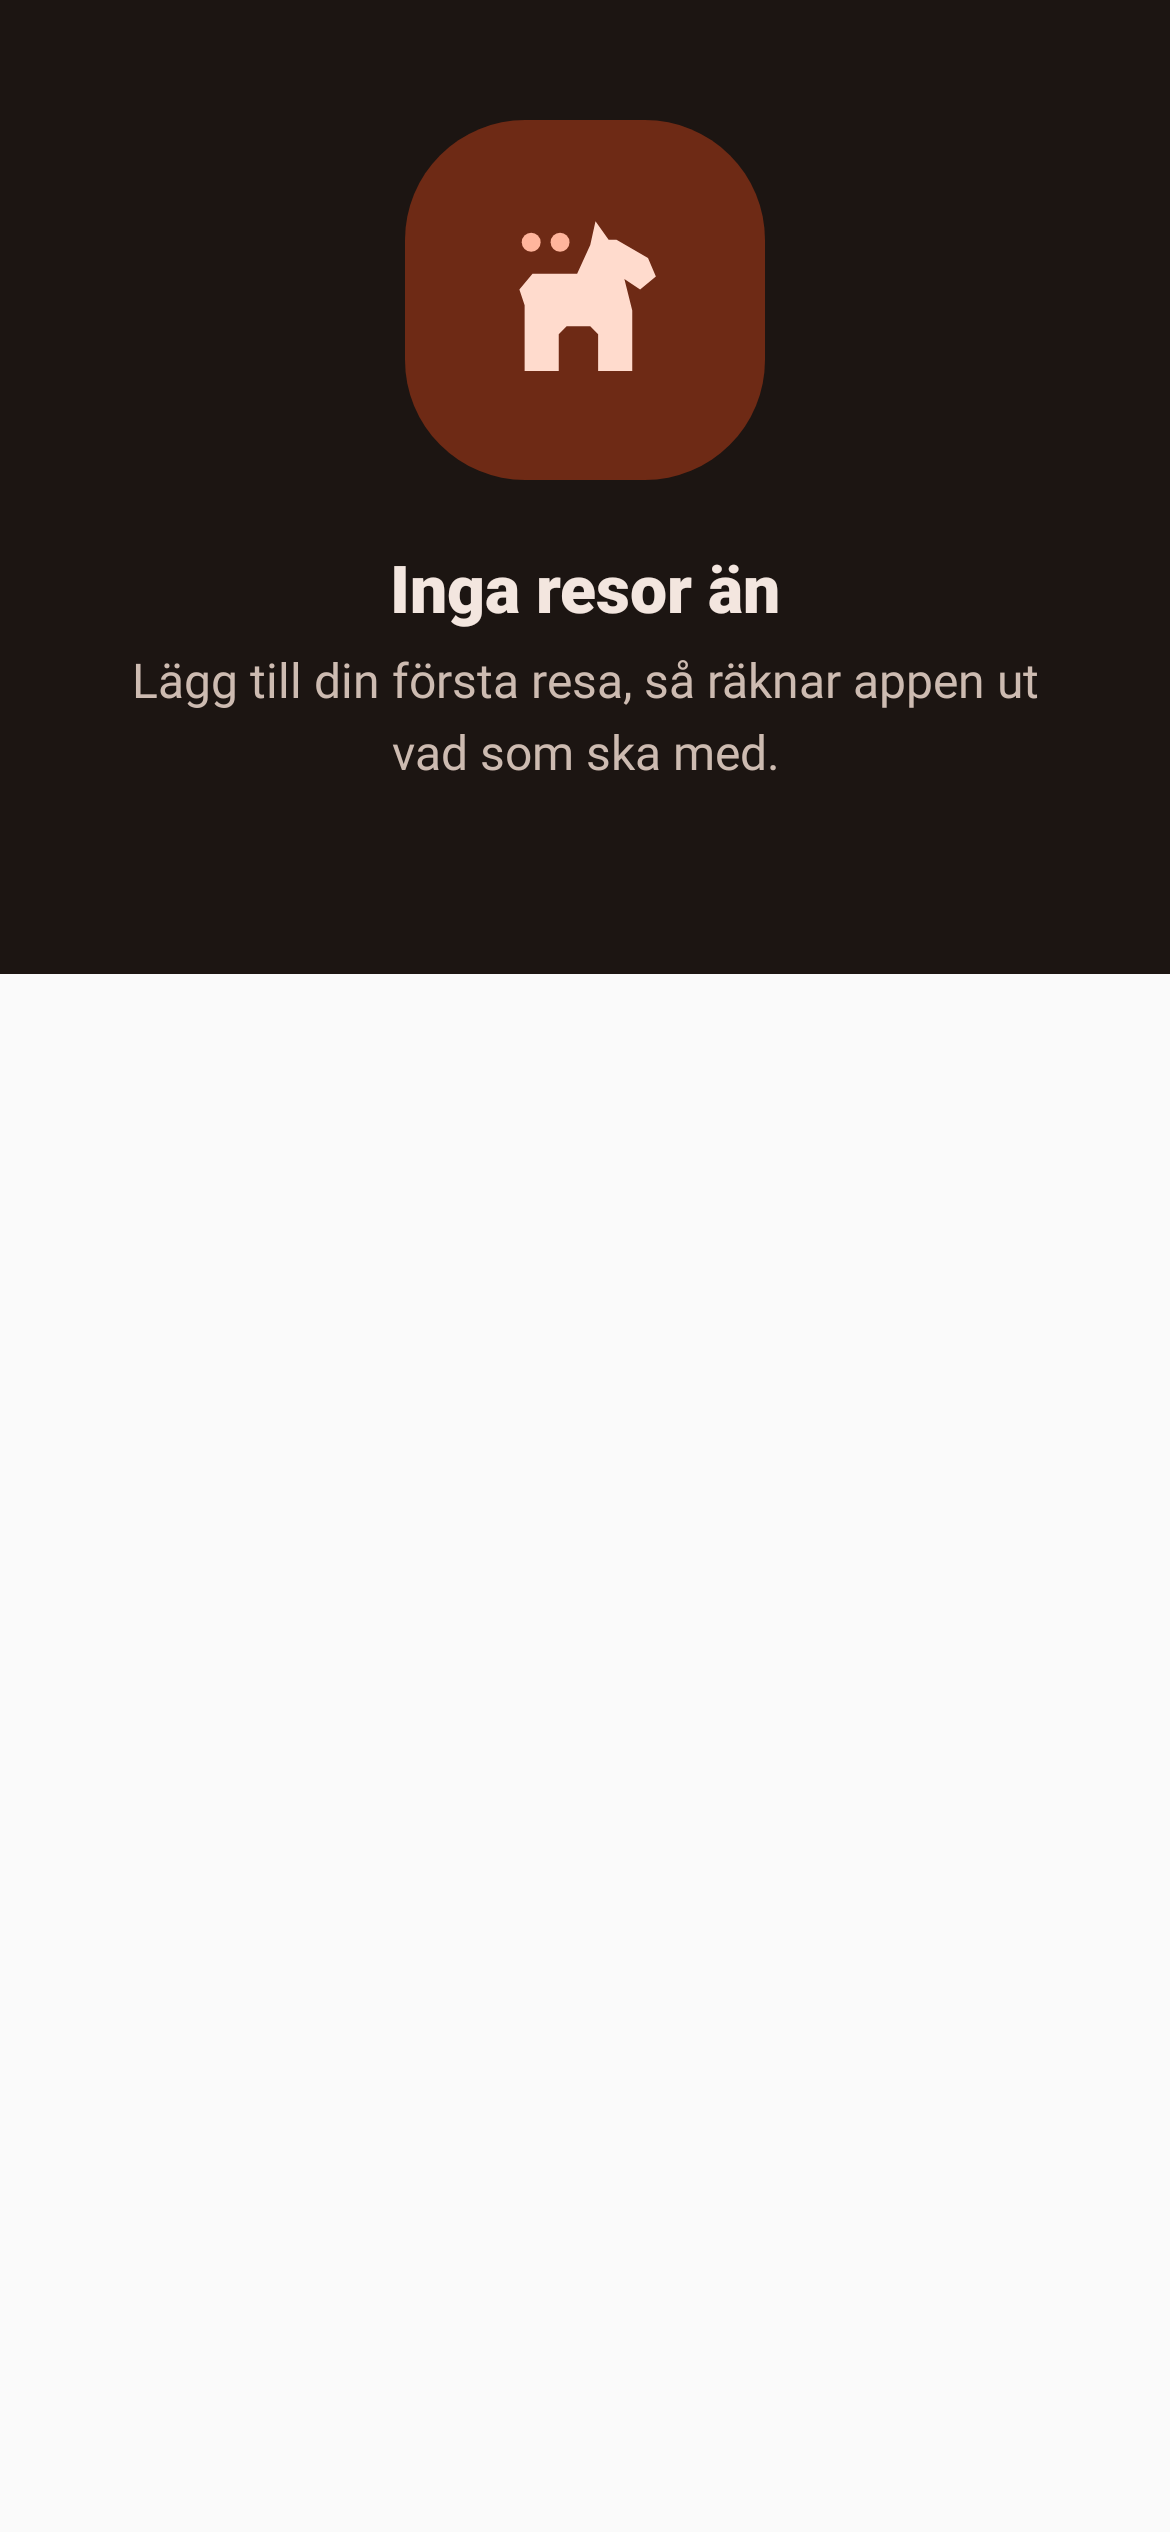 Inga resor än
Lägg till din första resa, så räknar appen ut
vad som ska med.